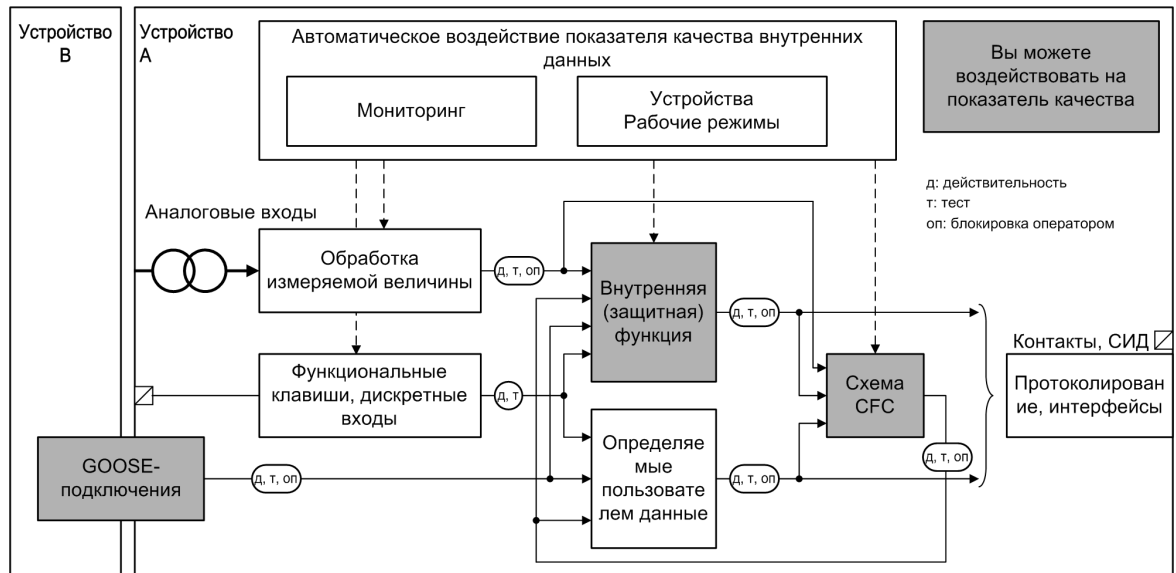 Устройство
В
Устройство
А
Автоматическое воздействие показателя качества внутренних
данных
Мониторинг
Устройства
Рабочие режимы
Вы можете
воздействовать на
показатель качества
д: действительность
т: тест
оп: блокировка оператором
Аналоговые входы
Обработка
измеряемой величины
д, т, оп
Внутренняя
(защитная)
функция
д, т, оп
Функциональные
клавиши, дискретные
входы
д, т
Схема
CFC
Контакты, СИД
Протоколирован
ие, интерфейсы
GOOSE-
подключения
д, т, оп
Определяе
мые
пользовате
лем данные
д, т, оп
д, т, оп